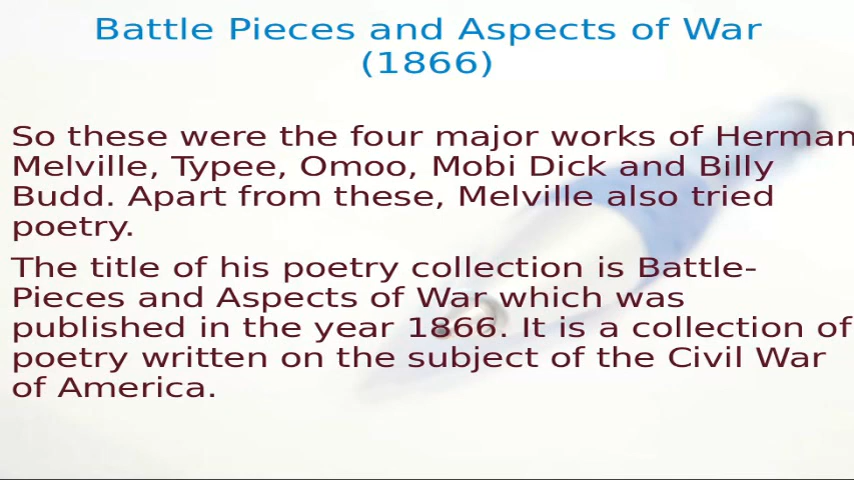 Battle Pieces and Aspects of War
(1866)
So these were the four major works of Herman
Melville, Typee, Omoo, Mobi Dick and Billy
Budd. Apart from these, Melville also tried
poetry.
The title of his poetry collection is Battle-
Pieces and Aspects of War which was
published in the year 1866. It is a collection of
poetry written on the subject of the Civil War
of America.